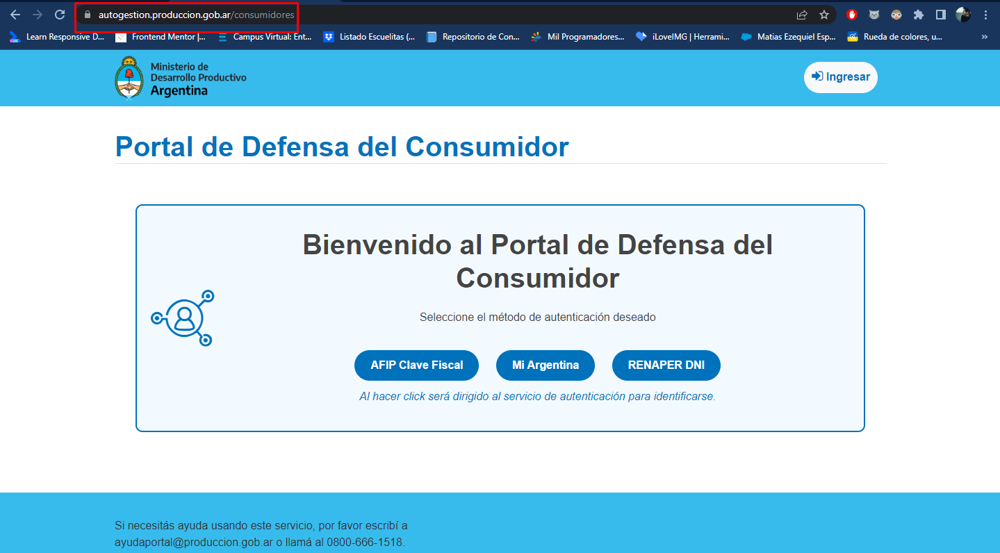 autogestion.produccion.gob.ar/consumidores
Learn Responsive D... Frontend Mentor |... Campus Virtual: Ent... Listado Escuelitas (... Repositorio de Con... Mil Programadores... iLoveIMG | Herrami... Matias Ezequiel Esp... Rueda de colores, u... »
Ministerio de
Desarrollo Productivo
Argentina
Ingresar
Portal de Defensa del Consumidor
Bienvenido al Portal de Defensa del
Consumidor
Seleccione el método de autenticación deseado
AFIP Clave Fiscal Mi Argentina RENAPER DNI
Al hacer click será dirigido al servicio de autenticación para identificarse.
Si necesitás ayuda usando este servicio, por favor escribí a
ayudaportal@produccion.gob.ar o llamá al 0800-666-1518.